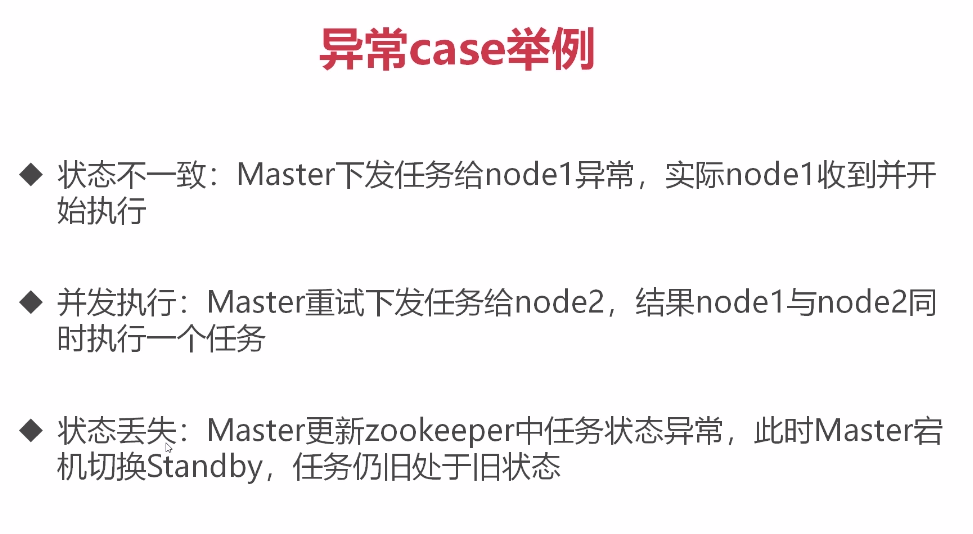 异常case举例
◆ 状态不一致：Master下发任务给node1异常，实际node1收到并开
始执行
◆ 并发执行：Master重试下发任务给node2，结果node1与node2同
时执行一个任务
◆ 状态丢失：Master更新zookeeper中任务状态异常，此时Master宕
机切换Standby，任务仍旧处于旧状态